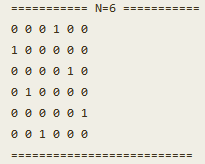 =========== N=6 ===========
0 0 0 1 0 0
1 0 0 0 0 0
0 0 0 0 1 0
0 1 0 0 0 0
0 0 0 0 0 1
0 0 1 0 0 0
==========================